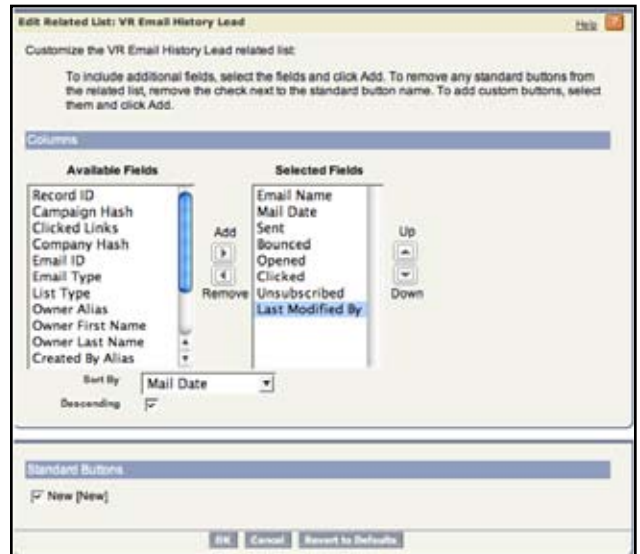 Edit Related List: VR Email History Lead
Help ?
Customize the VR Email History Lead related list:
To include additional fields, select the fields and click Add. To remove any standard buttons from
the related list, remove the check next to the standard button name. To add custom buttons, select
them and click Add.
Columns
Available Fields
Selected Fields
Record ID
Campaign Hash
Clicked Links
Company Hash
Email ID
Email Type
List Type
Owner Alias
Owner First Name
Owner Last Name
Created By Alias
Add
Remove
Email Name
Mail Date
Sent
Bounced
Opened
Clicked
Unsubscribed
Last Modified By
Up
Down
Sort By
Mail Date
Descending
Standard Buttons
New [New]
OK
Cancel
Revert to Defaults